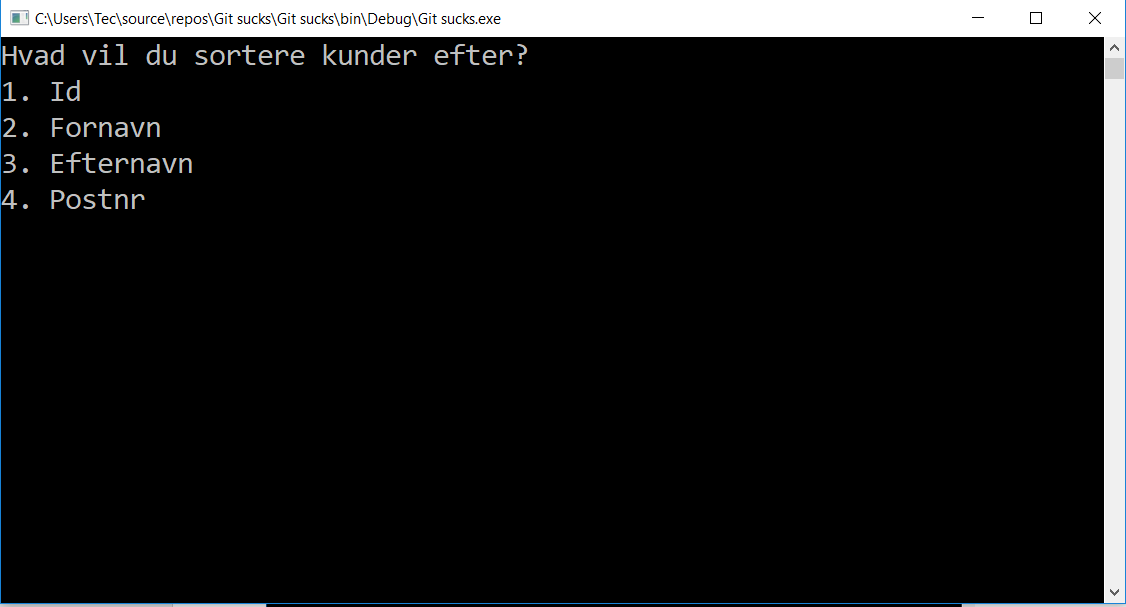 C:\Users\Tec\source\repos\Git sucks\Git sucks\bin\Debug\Git sucks.exe
Hvad vil du sortere kunder efter?
1. Id
2. Fornavn
3. Efternavn
4. Postnr